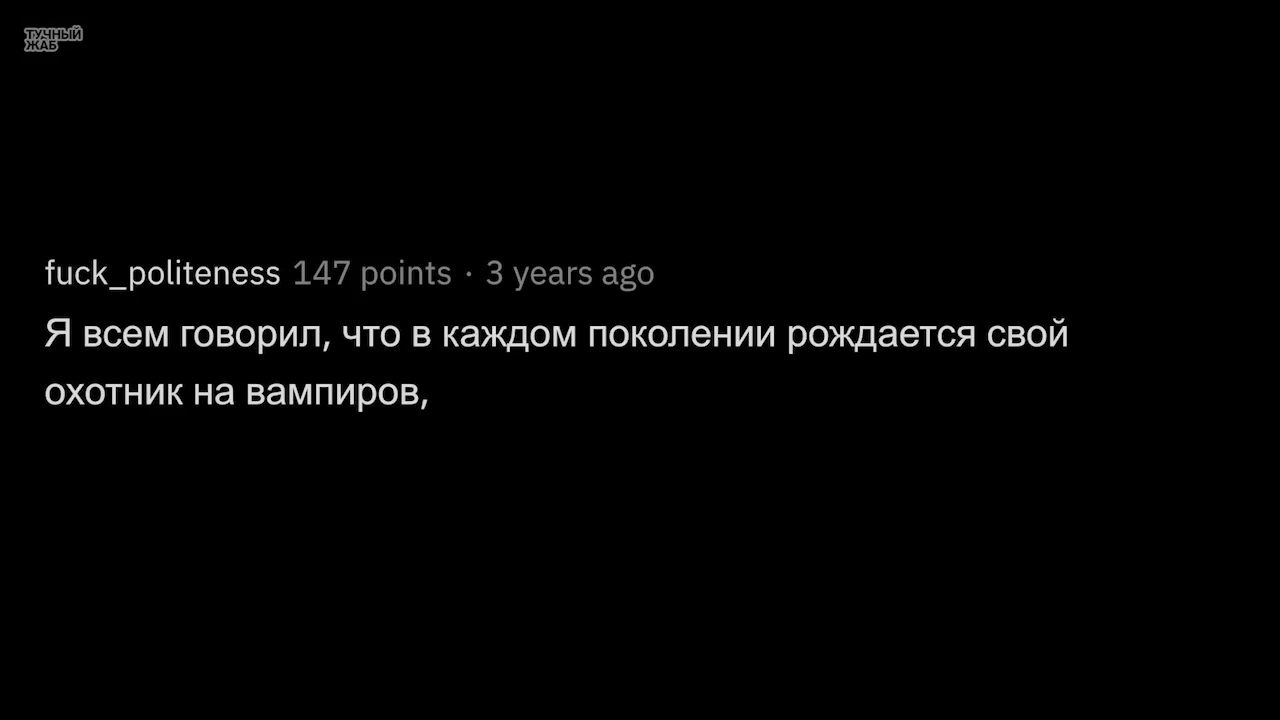 ТУЧНЫЙ
ЖАБ
fuck_politeness 147 points · 3 years ago
Я всем говорил, что в каждом поколении рождается свой
охотник на вампиров,